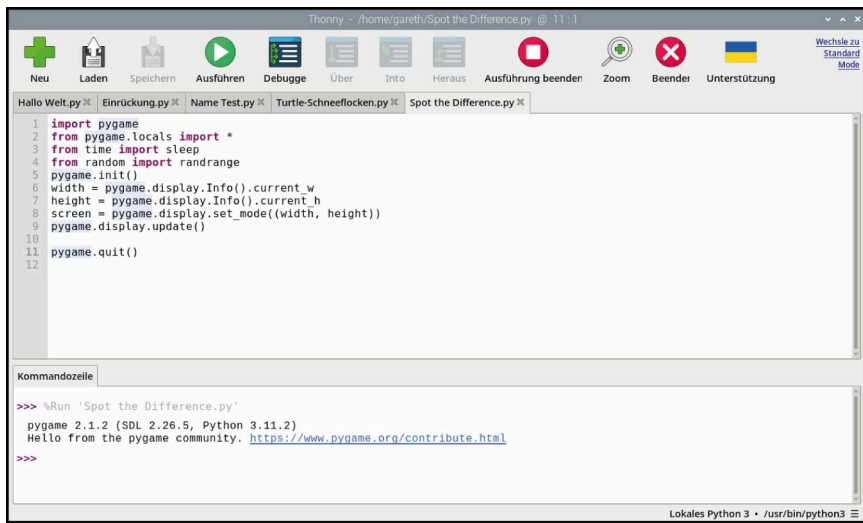 Thonny - /home/gareth/Spot the Difference.py @ 11 : 1
Neu Laden Speichern Ausführen Debugge Über Into Heraus Ausführung beenden Zoom Beender Unterstützung
Wechsle zu
Standard
Mode
Hallo Welt.py Einrückung.py Name Test.py Turtle-Schneeflocken.py Spot the Difference.py
1 import pygame
2 from pygame.locals import *
3 from time import sleep
4 from random import randrange
5 pygame.init()
6 width = pygame.display.Info().current_w
7 height = pygame.display.Info().current_h
8 screen = pygame.display.set_mode((width, height))
9 pygame.display.update()
10
11 pygame.quit()
12
Kommandozeile
>>> %Run 'Spot the Difference.py'
pygame 2.1.2 (SDL 2.26.5, Python 3.11.2)
Hello from the pygame community. https://www.pygame.org/contribute.html
>>>
Lokales Python 3 • /usr/bin/python3 ☰